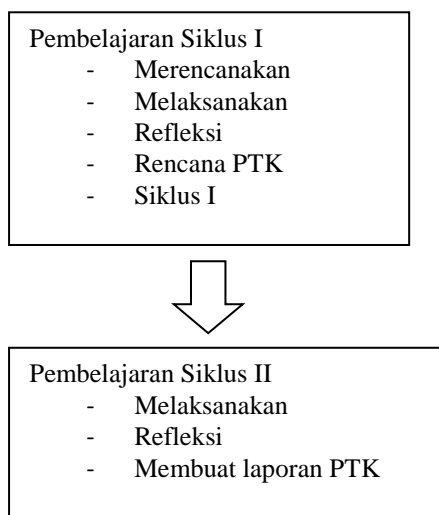 Pembelajaran Siklus I
- Merencanakan
- Melaksanakan
- Refleksi
- Rencana PTK
- Siklus I
Pembelajaran Siklus II
- Melaksanakan
- Refleksi
- Membuat laporan PTK